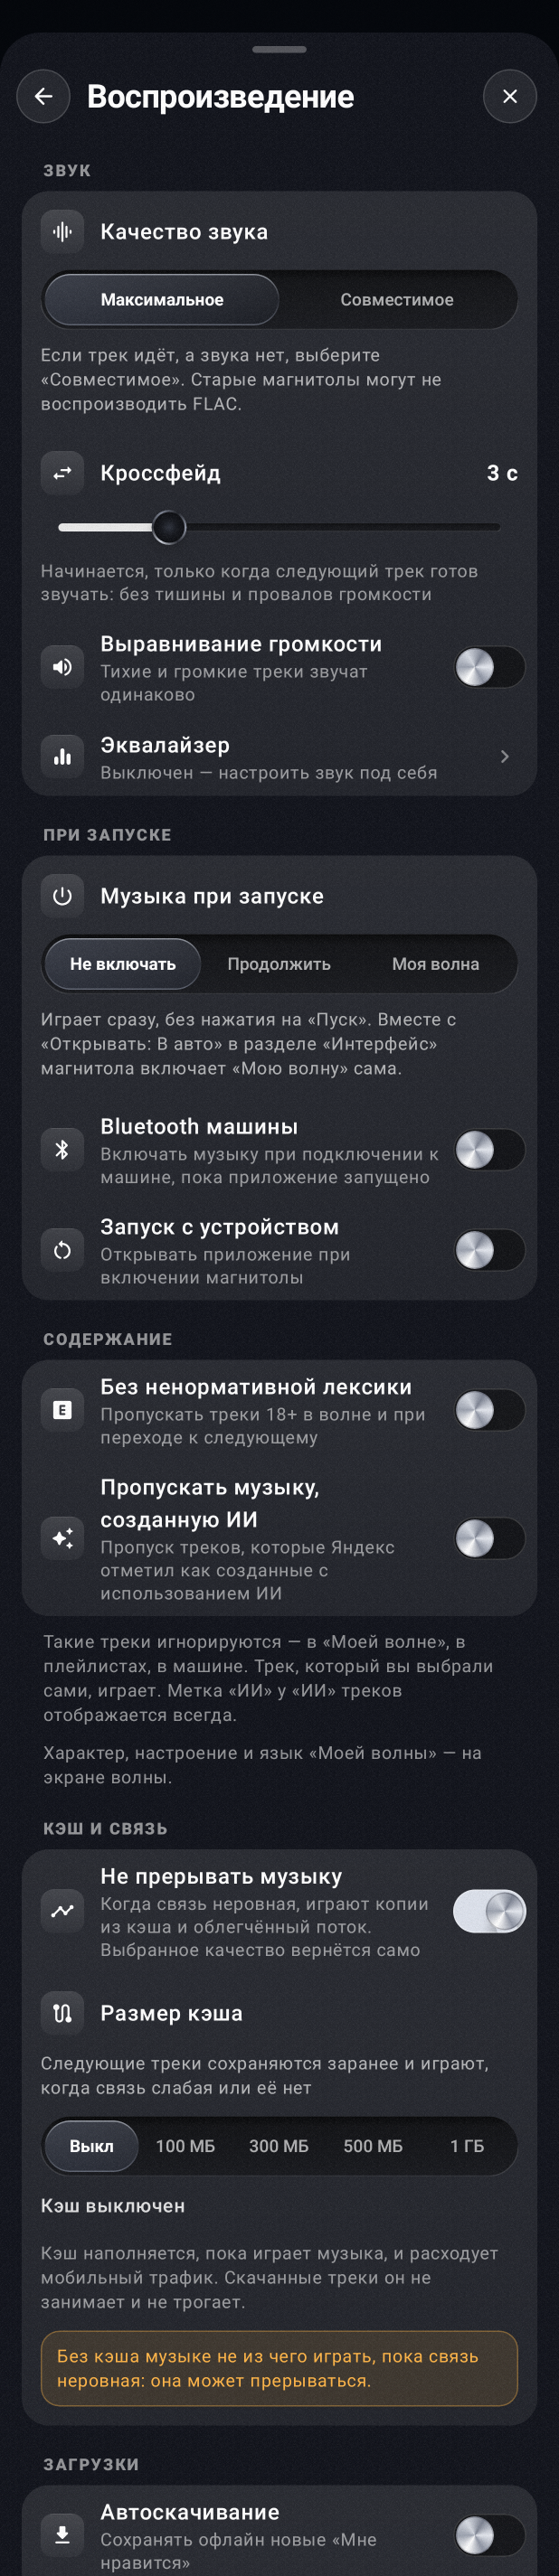 Воспроизведение
ЗВУК
Качество звука
Максимальное Совместимое
Если трек идёт, а звука нет, выберите
«Совместимое». Старые магнитолы могут не
воспроизводить FLAC.
Кроссфейд 3 с
Начинается, только когда следующий трек готов
звучать: без тишины и провалов громкости
Выравнивание громкости
Тихие и громкие треки звучат
одинаково
Эквалайзер
Выключен — настроить звук под себя
ПРИ ЗАПУСКЕ
Музыка при запуске
Не включать Продолжить Моя волна
Играет сразу, без нажатия на «Пуск». Вместе с
«Открывать: В авто» в разделе «Интерфейс»
магнитола включает «Мою волну» сама.
Bluetooth машины
Включать музыку при подключении к
машине, пока приложение запущено
Запуск с устройством
Открывать приложение при
включении магнитолы
СОДЕРЖАНИЕ
E
Без ненормативной лексики
Пропускать треки 18+ в волне и при
переходе к следующему
Пропускать музыку,
созданную ИИ
Пропуск треков, которые Яндекс
отметил как созданные с
использованием ИИ
Такие треки игнорируются — в «Моей волне», в
плейлистах, в машине. Трек, который вы выбрали
сами, играет. Метка «ИИ» у «ИИ» треков
отображается всегда.
Характер, настроение и язык «Моей волны» — на
экране волны.
КЭШ И СВЯЗЬ
Не прерывать музыку
Когда связь неровная, играют копии
из кэша и облегчённый поток.
Выбранное качество вернётся само
Размер кэша
Следующие треки сохраняются заранее и играют,
когда связь слабая или её нет
Выкл 100 МБ 300 МБ 500 МБ 1 ГБ
Кэш выключен
Кэш наполняется, пока играет музыка, и расходует
мобильный трафик. Скачанные треки он не
занимает и не трогает.
Без кэша музыке не из чего играть, пока связь
неровная: она может прерываться.
ЗАГРУЗКИ
Автоскачивание
Сохранять офлайн новые «Мне
нравится»